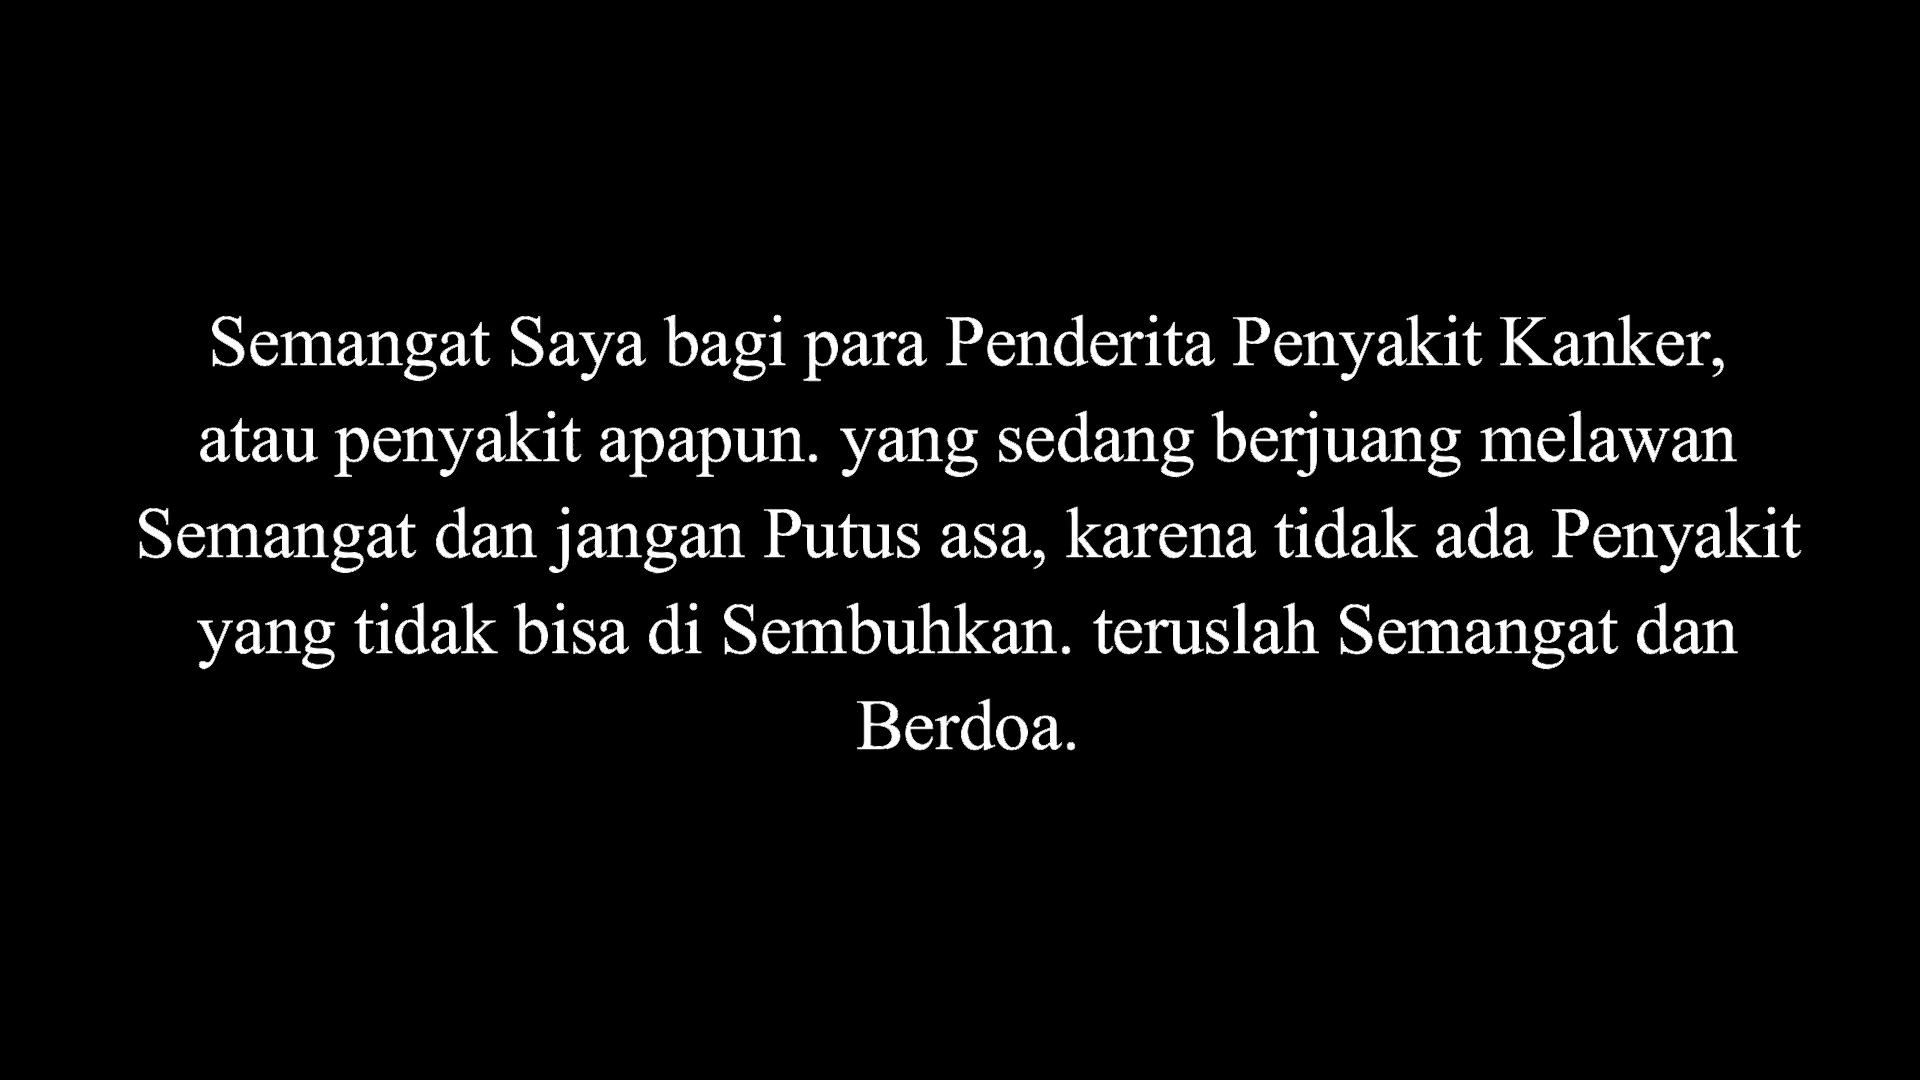 Semangat Saya bagi para Penderita Penyakit Kanker,
atau penyakit apapun. yang sedang berjuang melawan
Semangat dan jangan Putus asa, karena tidak ada Penyakit
yang tidak bisa di Sembuhkan. teruslah Semangat dan
Berdoa.